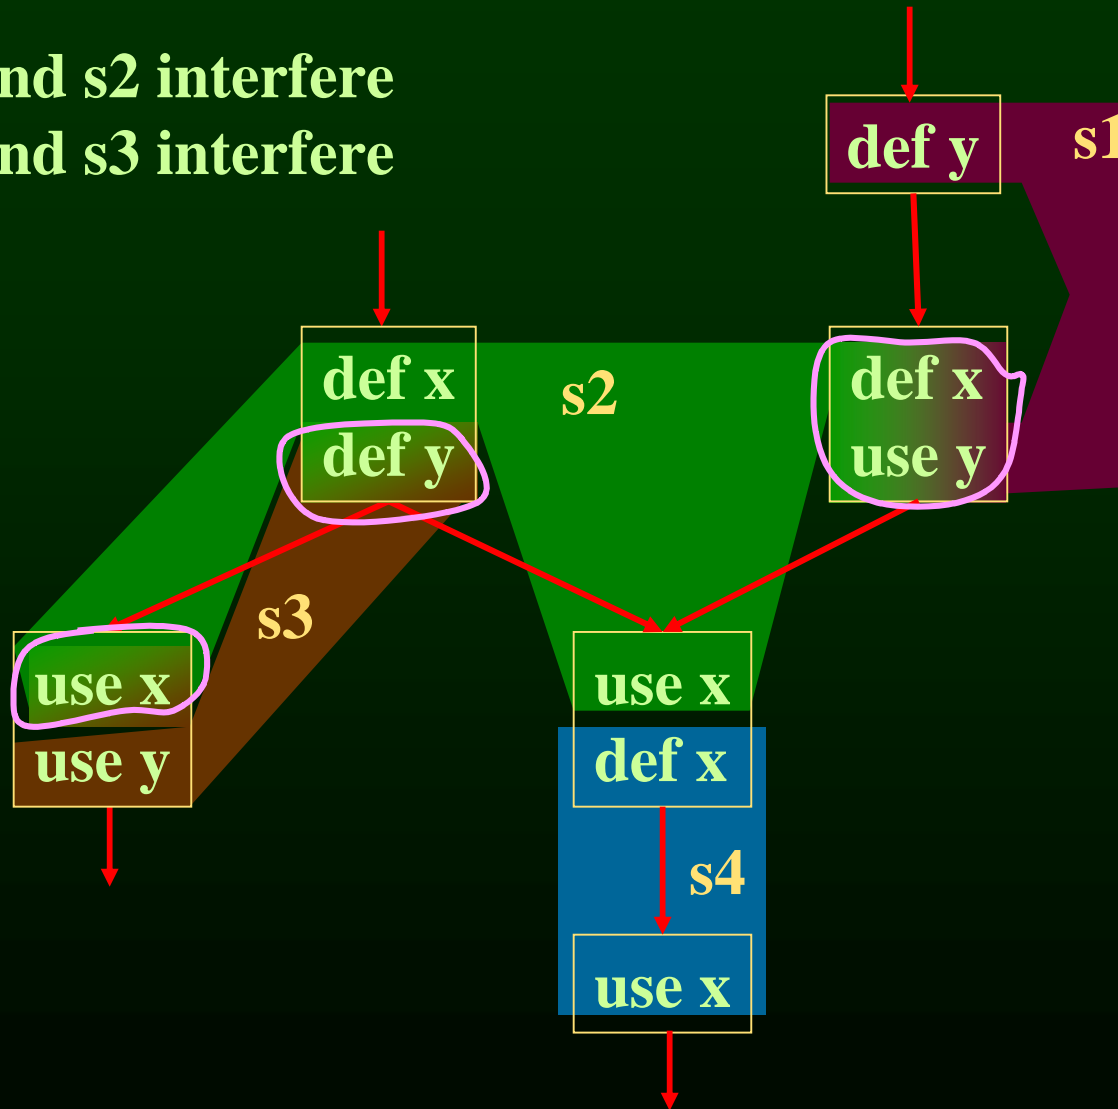 nd s2 interfere
nd s3 interfere
def y
s1
def x
def y
s2
def x
use y
s3
use x
use y
use x
def x
s4
use x